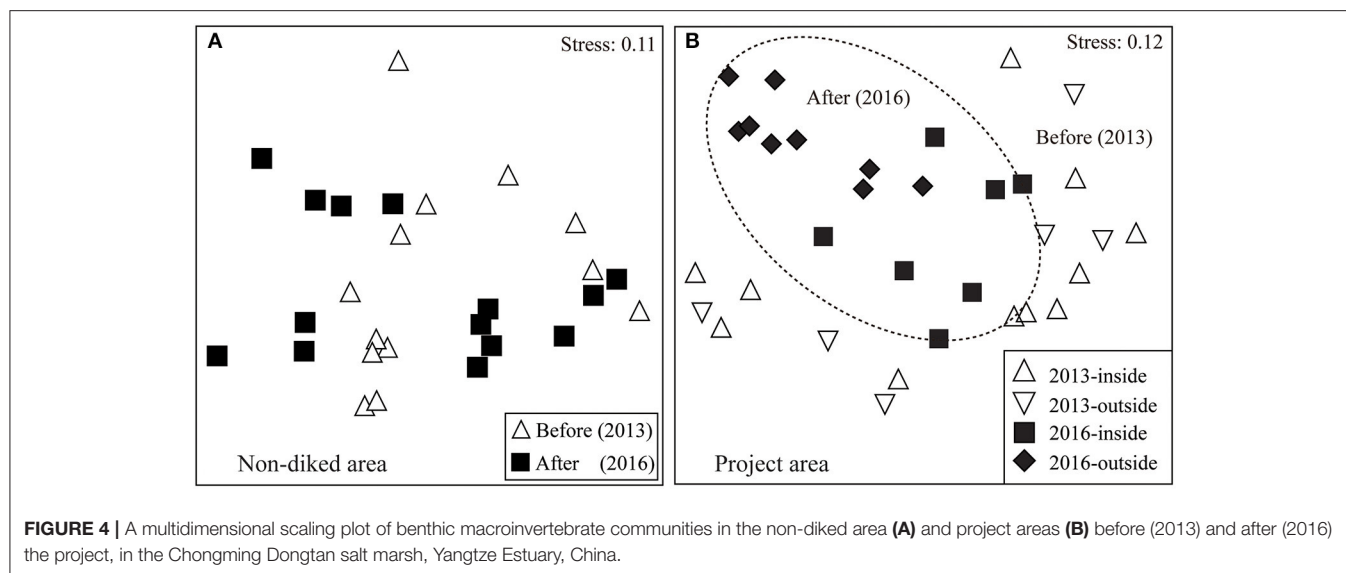 A
Stress: 0.11
Non-diked area
Before (2013)
After (2016)
B
Stress: 0.12
After (2016)
Before (2013)
Project area
2013-inside
2013-outside
2016-inside
2016-outside
FIGURE 4 | A multidimensional scaling plot of benthic macroinvertebrate communities in the non-diked area (A) and project areas (B) before (2013) and after (2016)
the project, in the Chongming Dongtan salt marsh, Yangtze Estuary, China.